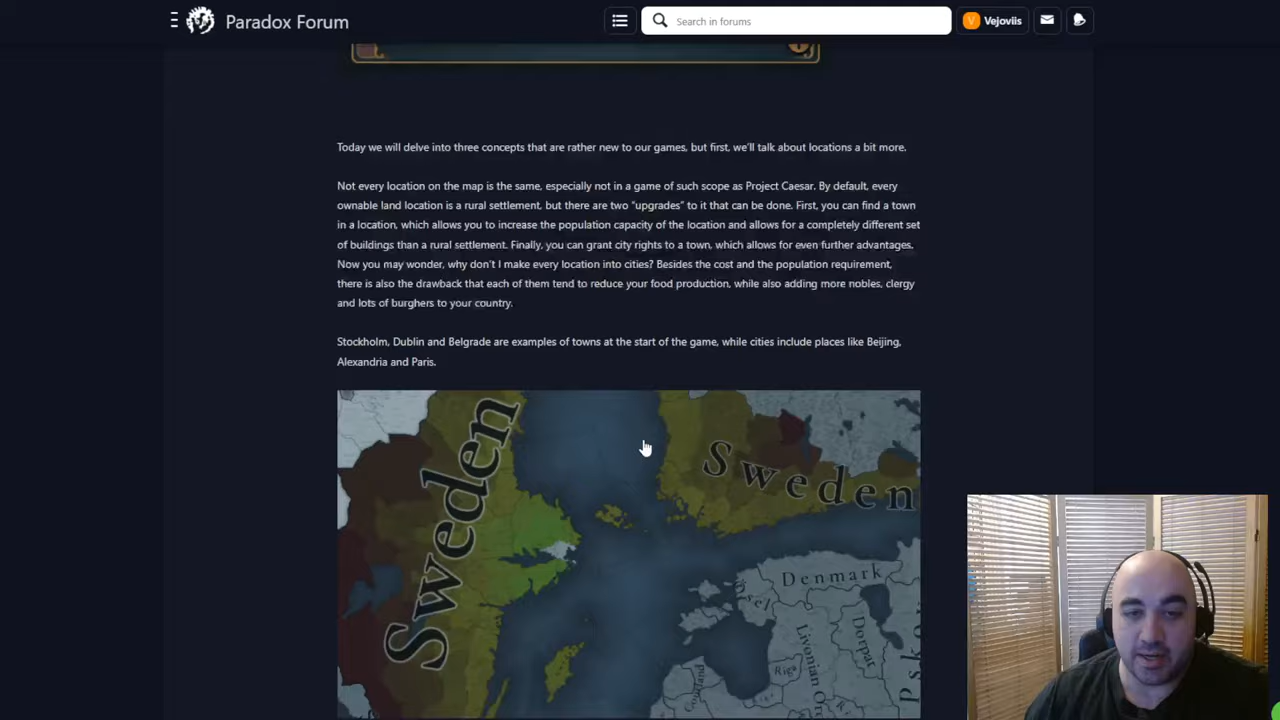 Paradox Forum
Search in forums
V Vejoviis
Today we will delve into three concepts that are rather new to our games, but first, we'll talk about locations a bit more.
Not every location on the map is the same, especially not in a game of such scope as Project Caesar. By default, every
ownable land location is a rural settlement, but there are two "upgrades" to it that can be done. First, you can find a town
in a location, which allows you to increase the population capacity of the location and allows for a completely different set
of buildings than a rural settlement. Finally, you can grant city rights to a town, which allows for even further advantages.
Now you may wonder, why don't I make every location into cities? Besides the cost and the population requirement,
there is also the drawback that each of them tend to reduce your food production, while also adding more nobles, clergy
and lots of burghers to your country.
Stockholm, Dublin and Belgrade are examples of towns at the start of the game, while cities include places like Beijing,
Alexandria and Paris.
Sweden
Sweden
Denmark
Livonian Or
Dorpat
Riga
Courland
Psko